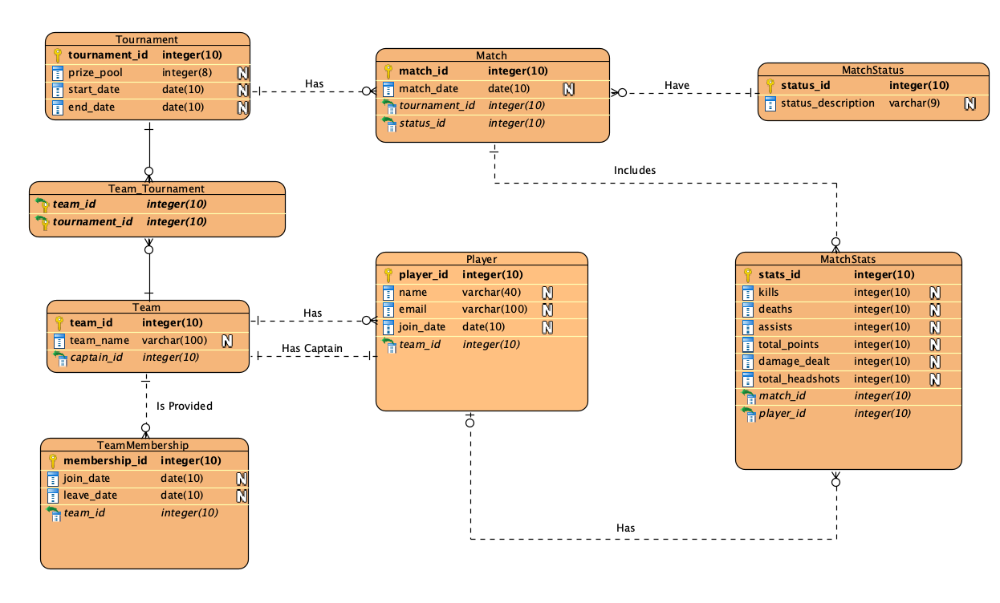 Tournament
tournament_id integer(10)
prize_pool integer(8) N
start_date date(10) N
end_date date(10) N
Has
Match
match_id integer(10)
match_date date(10) N
tournament_id integer(10)
status_id integer(10)
Have
MatchStatus
status_id integer(10)
status_description varchar(9) N
Includes
Team_Tournament
team_id integer(10)
tournament_id integer(10)
Team
team_id integer(10)
team_name varchar(100) N
captain_id integer(10)
Has
Has Captain
Player
player_id integer(10)
name varchar(40) N
email varchar(100) N
join_date date(10) N
team_id integer(10)
MatchStats
stats_id integer(10)
kills integer(10) N
deaths integer(10) N
assists integer(10) N
total_points integer(10) N
damage_dealt integer(10) N
total_headshots integer(10) N
match_id integer(10)
player_id integer(10)
Is Provided
TeamMembership
membership_id integer(10)
join_date date(10) N
leave_date date(10) N
team_id integer(10)
Has